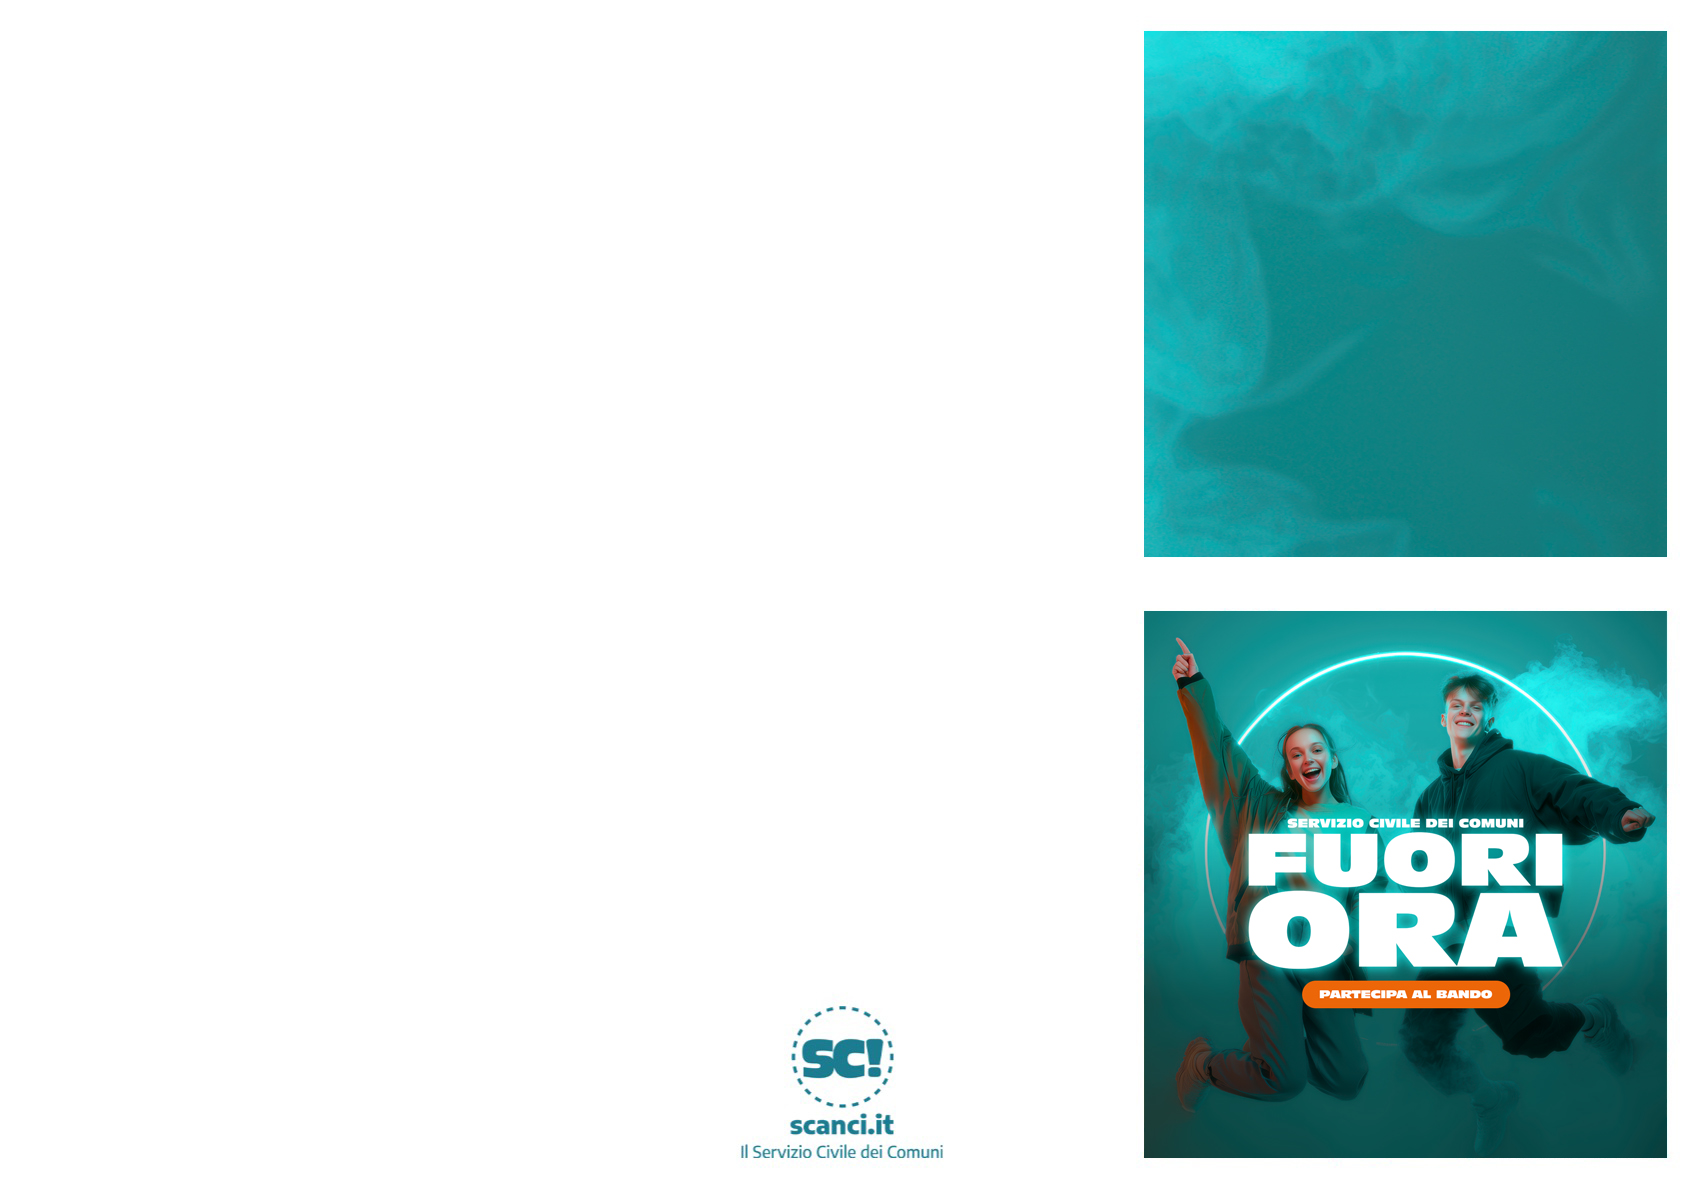 SC!
scanci.it
Il Servizio Civile dei Comuni
SERVIZIO CIVILE DEI COMUNI
FUORI
ORA
PARTECIPA AL BANDO